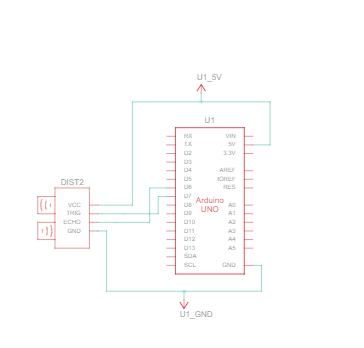 U1_5V
U1
RX VIN
TX 5V
D2 3.3V
D3
D4 AREF
D5 IOREF
D6 RES
D7
Arduino
UNO
D8 A0
D9 A1
D10 A2
D11 A3
D12 A4
D13 A5
SDA
SCL GND
DIST2
VCC
TRIG
ECHO
GND
U1_GND